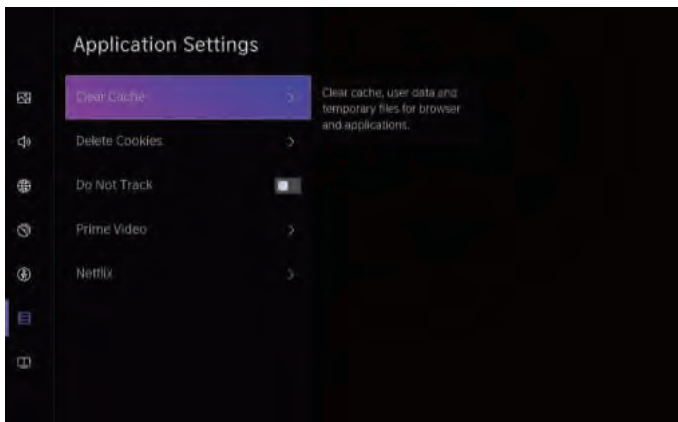 Application Settings
Clear Cache
Clear cache, user data and
temporary files for browser
and applications.
Delete Cookies
Do Not Track
Prime Video
Netflix